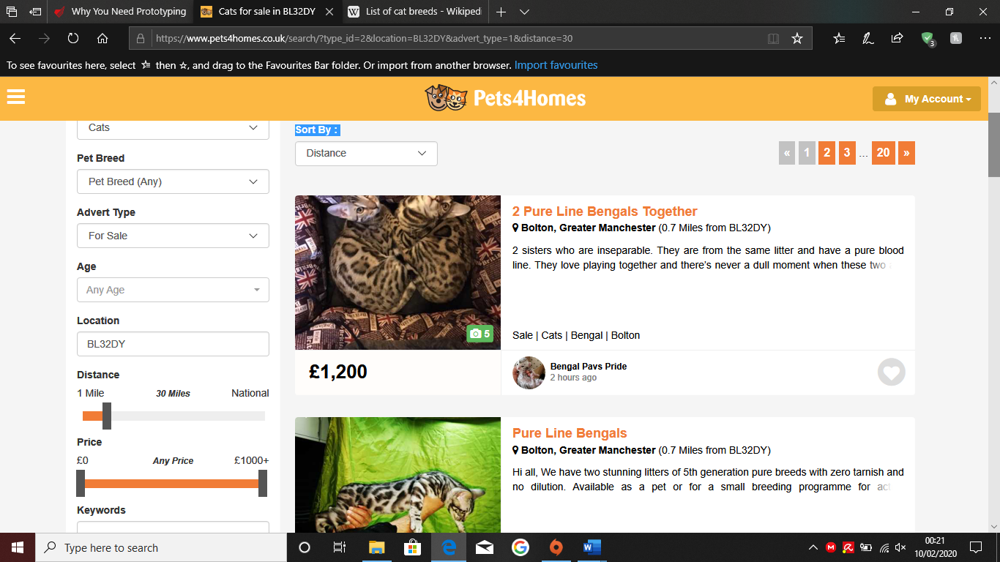 Why You Need Prototyping
Cats for sale in BL32DY
List of cat breeds - Wikiped
https://www.pets4homes.co.uk/search/?type_id=2&location=BL32DY&advert_type=1&distance=30
3
To see favourites here, select then, and drag to the Favourites Bar folder. Or import from another browser. Import favourites
Pets4Homes
My Account
Cats
Pet Breed
Pet Breed (Any)
Advert Type
For Sale
Age
Any Age
Location
BL32DY
Distance
1 Mile 30 Miles National
Price
£0 Any Price £1000+
Keywords
Sort By :
Distance
« 1 2 3 ... 20 »
5
£1,200
2 Pure Line Bengals Together
Bolton, Greater Manchester (0.7 Miles from BL32DY)
2 sisters who are inseparable. They are from the same litter and have a pure blood
line. They love playing together and there's never a dull moment when these two
Sale | Cats | Bengal | Bolton
Bengal Pavs Pride
2 hours ago
Pure Line Bengals
Bolton, Greater Manchester (0.7 Miles from BL32DY)
Hi all, We have two stunning litters of 5th generation pure breeds with zero tarnish and
no dilution. Available as a pet or for a small breeding programme for
Type here to search
00:21
10/02/2020